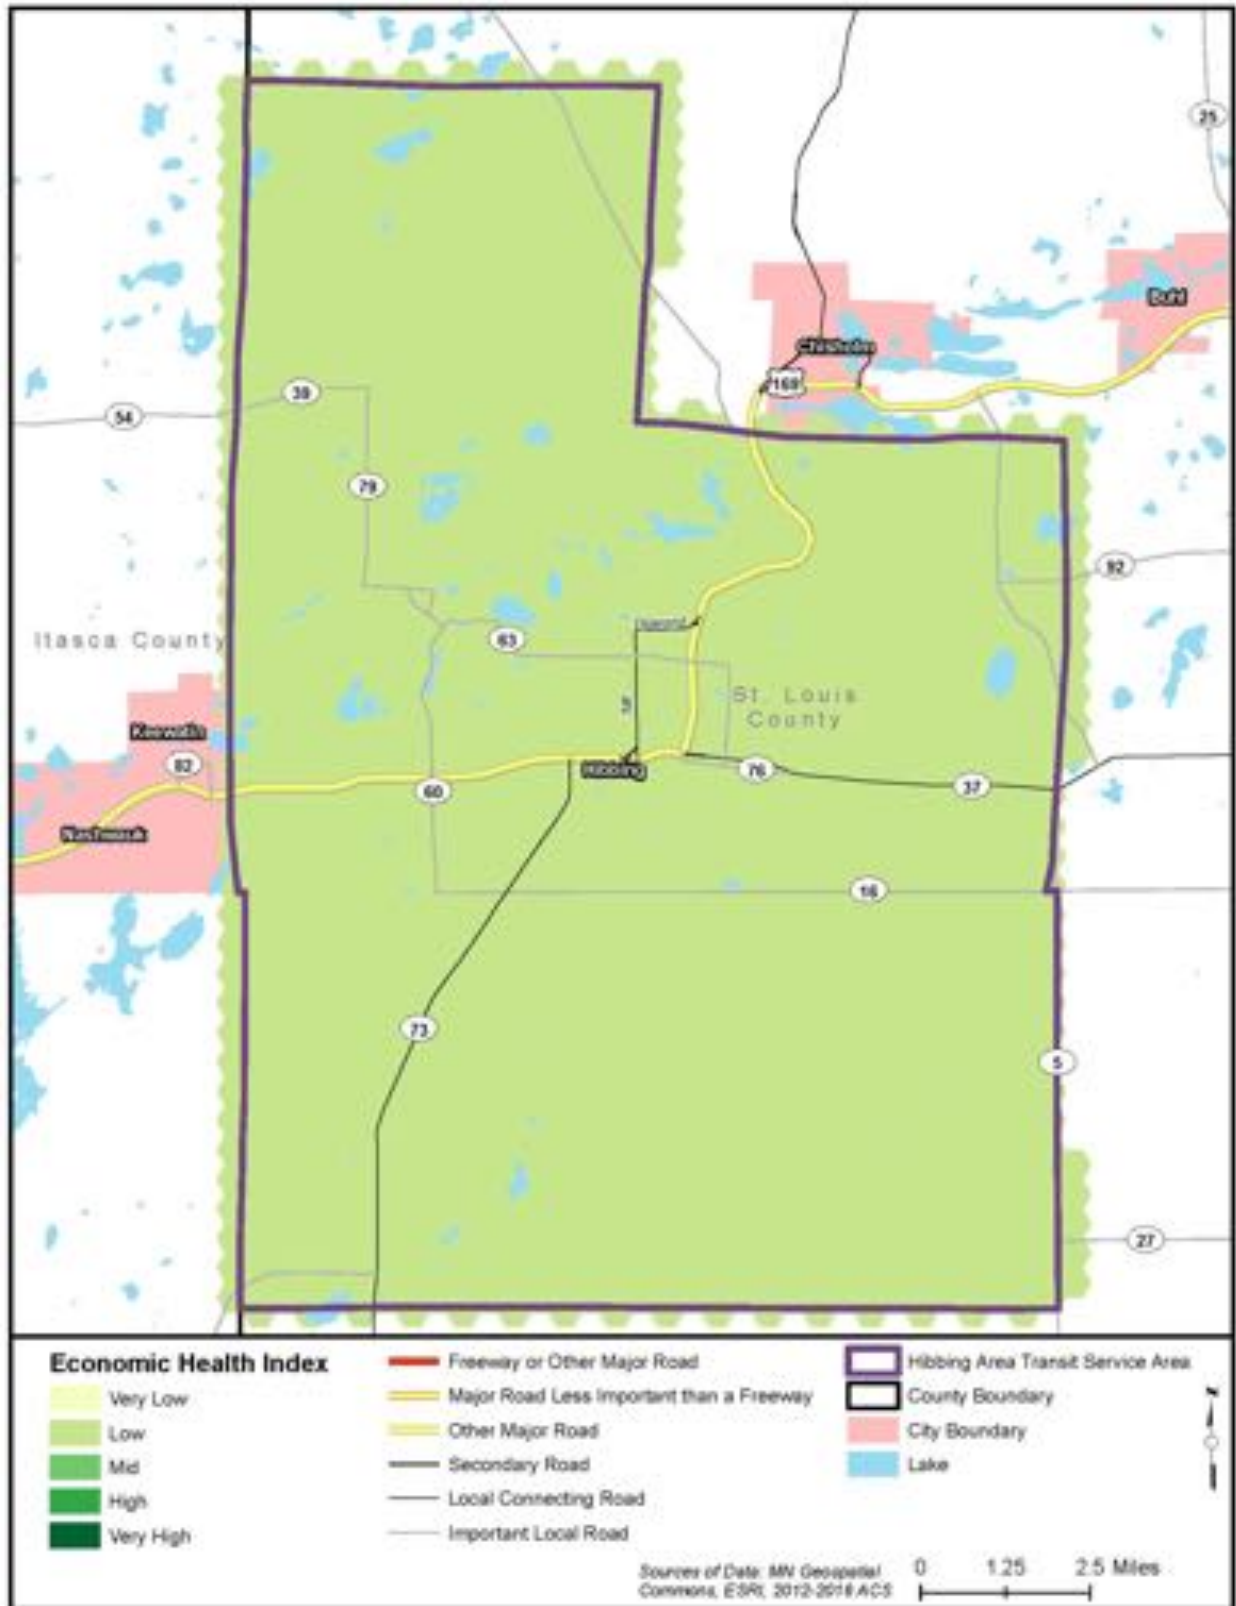 25
Buhl
Chisholm
169
39
54
79
92
Itasca County
63
St. Louis
County
Keewatin
82
Hibbing
76
37
60
Nashwauk
16
73
5
27
Economic Health Index
Very Low
Low
Mid
High
Very High
Freeway or Other Major Road
Major Road Less Important than a Freeway
Other Major Road
Secondary Road
Local Connecting Road
Important Local Road
Hibbing Area Transit Service Area
County Boundary
City Boundary
Lake
N
Sources of Data: MN Geospatial
Commons, ESRI, 2012-2016 ACS
0 1.25 2.5 Miles